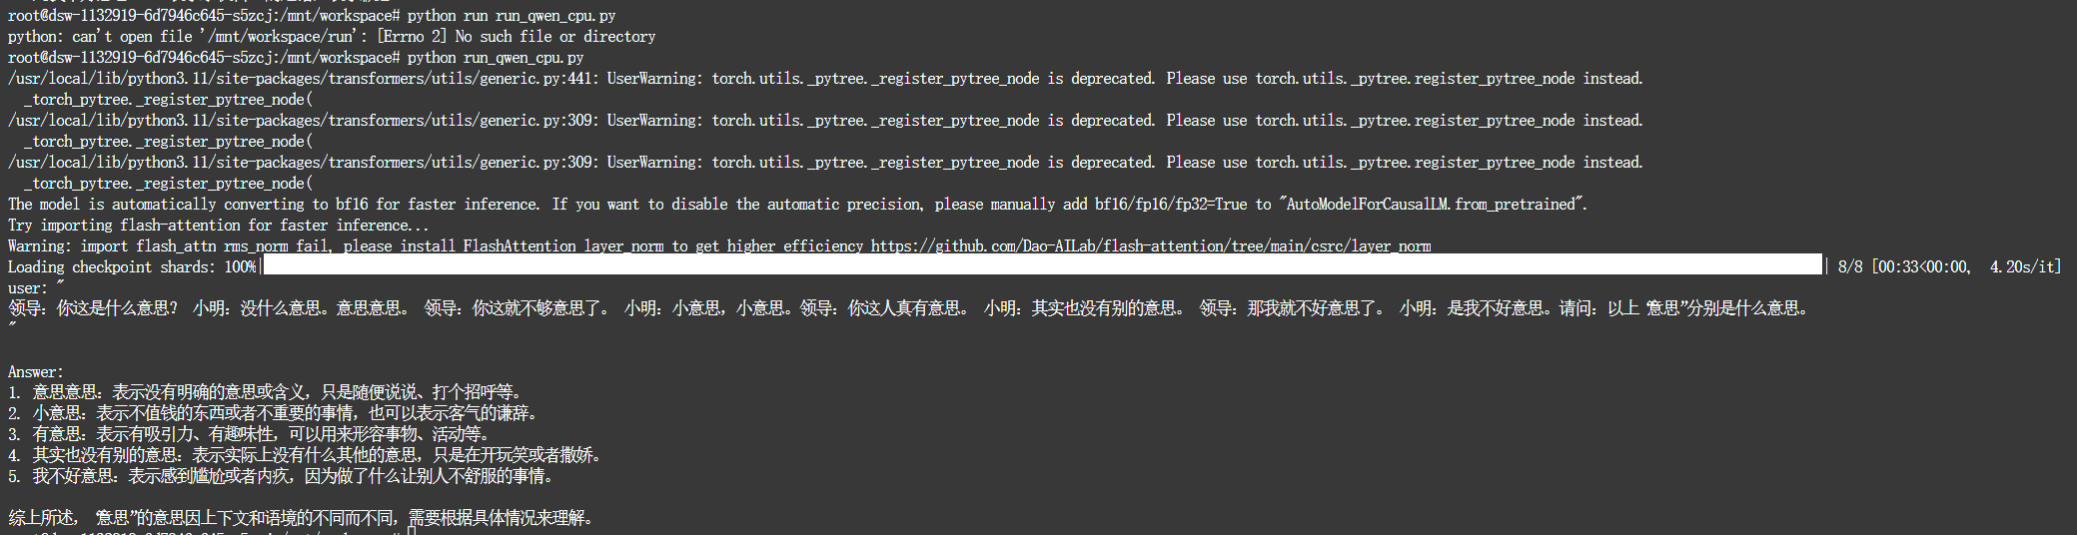 root@dsw-1132919-6d7946c645-s5zcj:/mnt/workspace# python run run_qwen_cpu.py
python: can't open file '/mnt/workspace/run': [Errno 2] No such file or directory
root@dsw-1132919-6d7946c645-s5zcj:/mnt/workspace# python run_qwen_cpu.py
/usr/local/lib/python3.11/site-packages/transformers/utils/generic.py:441: UserWarning: torch.utils._pytree._register_pytree_node is deprecated. Please use torch.utils._pytree.register_pytree_node instead.
  _torch_pytree._register_pytree_node(
/usr/local/lib/python3.11/site-packages/transformers/utils/generic.py:309: UserWarning: torch.utils._pytree._register_pytree_node is deprecated. Please use torch.utils._pytree.register_pytree_node instead.
  _torch_pytree._register_pytree_node(
/usr/local/lib/python3.11/site-packages/transformers/utils/generic.py:309: UserWarning: torch.utils._pytree._register_pytree_node is deprecated. Please use torch.utils._pytree.register_pytree_node instead.
  _torch_pytree._register_pytree_node(
The model is automatically converting to bf16 for faster inference. If you want to disable the automatic precision, please manually add bf16/fp16/fp32=True to "AutoModelForCausalLM.from_pretrained".
Try importing flash-attention for faster inference...
Warning: import flash_attn rms_norm fail, please install FlashAttention layer_norm to get higher efficiency https://github.com/Dao-AILab/flash-attention/tree/main/csrc/layer_norm
Loading checkpoint shards: 100%| | 8/8 [00:33<00:00, 4.20s/it]
user: "
领导：你这是什么意思？ 小明：没什么意思。意思意思。 领导：你这就不够意思了。 小明：小意思，小意思。领导：你这人真有意思。 小明：其实也没有别的意思。 领导：那我就不好意思了。 小明：是我不好意思。请问：以上“意思”分别是什么意思。
"
Answer:
1. 意思意思：表示没有明确的意思或含义，只是随便说说、打个招呼等。
2. 小意思：表示不值钱的东西或者不重要的事情，也可以表示客气的谦辞。
3. 有意思：表示有吸引力、有趣味性，可以用来形容事物、活动等。
4. 其实也没有别的意思：表示实际上没有什么其他的意思，只是在开玩笑或者撒娇。
5. 我不好意思：表示感到尴尬或者内疚，因为做了什么让别人不舒服的事情。
综上所述，“意思”的意思因上下文和语境的不同而不同，需要根据具体情况来理解。